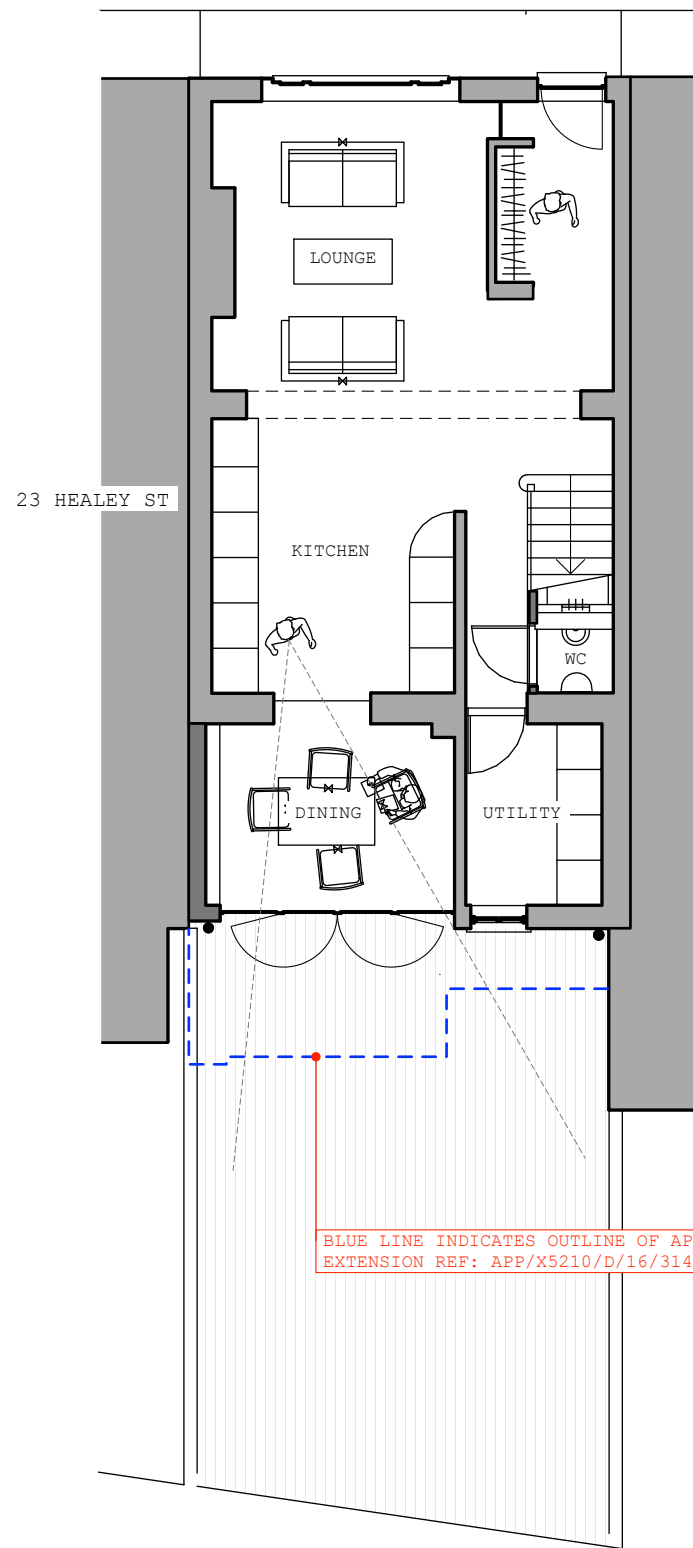 LOUNGE
23 HEALEY ST
KITCHEN
WC
DINING
UTILITY
BLUE LINE INDICATES OUTLINE OF
EXTENSION REF: APP/X5210/D/16/314